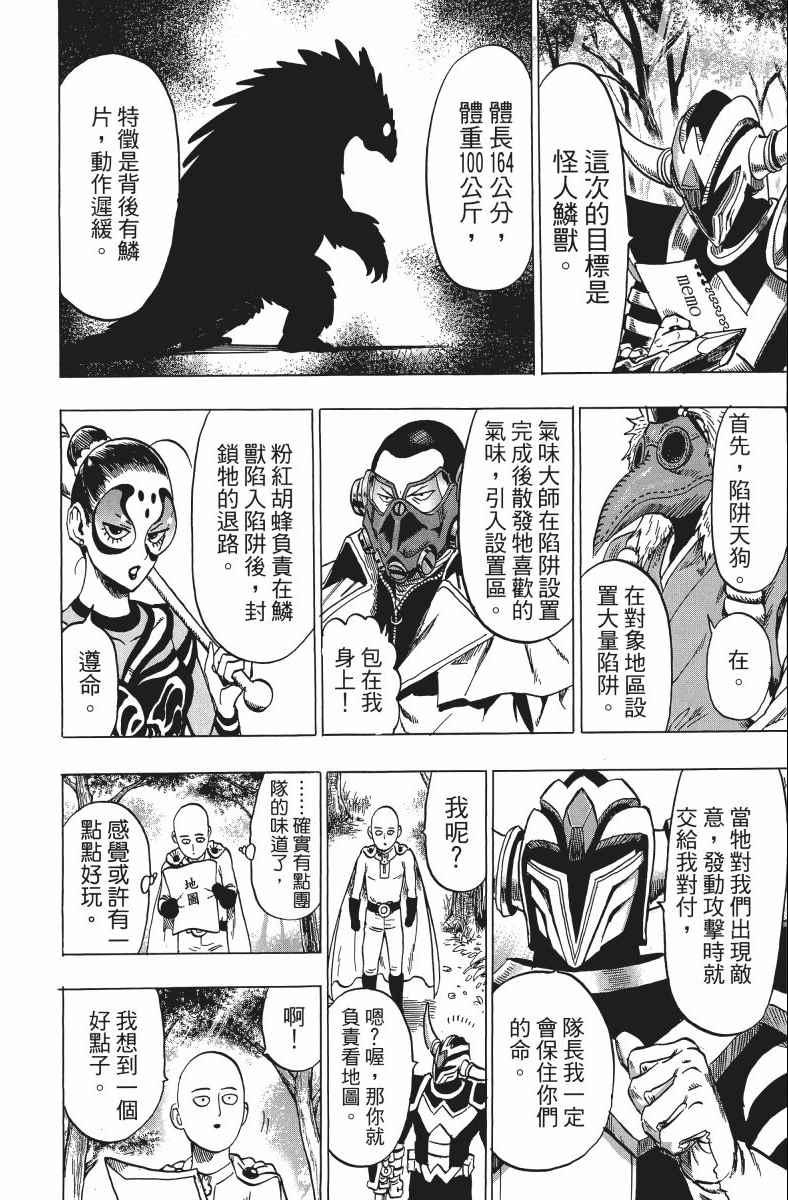 這次的目標是
怪人鱗獸。
memo
體長164公分，
體重100公斤，
特徵是背後有鱗
片，動作遲緩。
首先，陷阱天狗。
在。
在對象地區設
置大量陷阱。
氣味大師在陷阱設置
完成後散發牠喜歡的
氣味，引入設置區。
包在我
身上！
粉紅胡蜂負責在鱗
獸陷入陷阱後，封
鎖牠的退路。
遵命。
當牠對我們出現敵
意，發動攻擊時就
交給我對付，
隊長我一定
會保住你們
的命。
我呢？
嗯？喔，那你就
負責看地圖。
……確實有點團
隊的味道了，
地圖
感覺或許有一
點點好玩。
啊！
我想到一個
好點子。